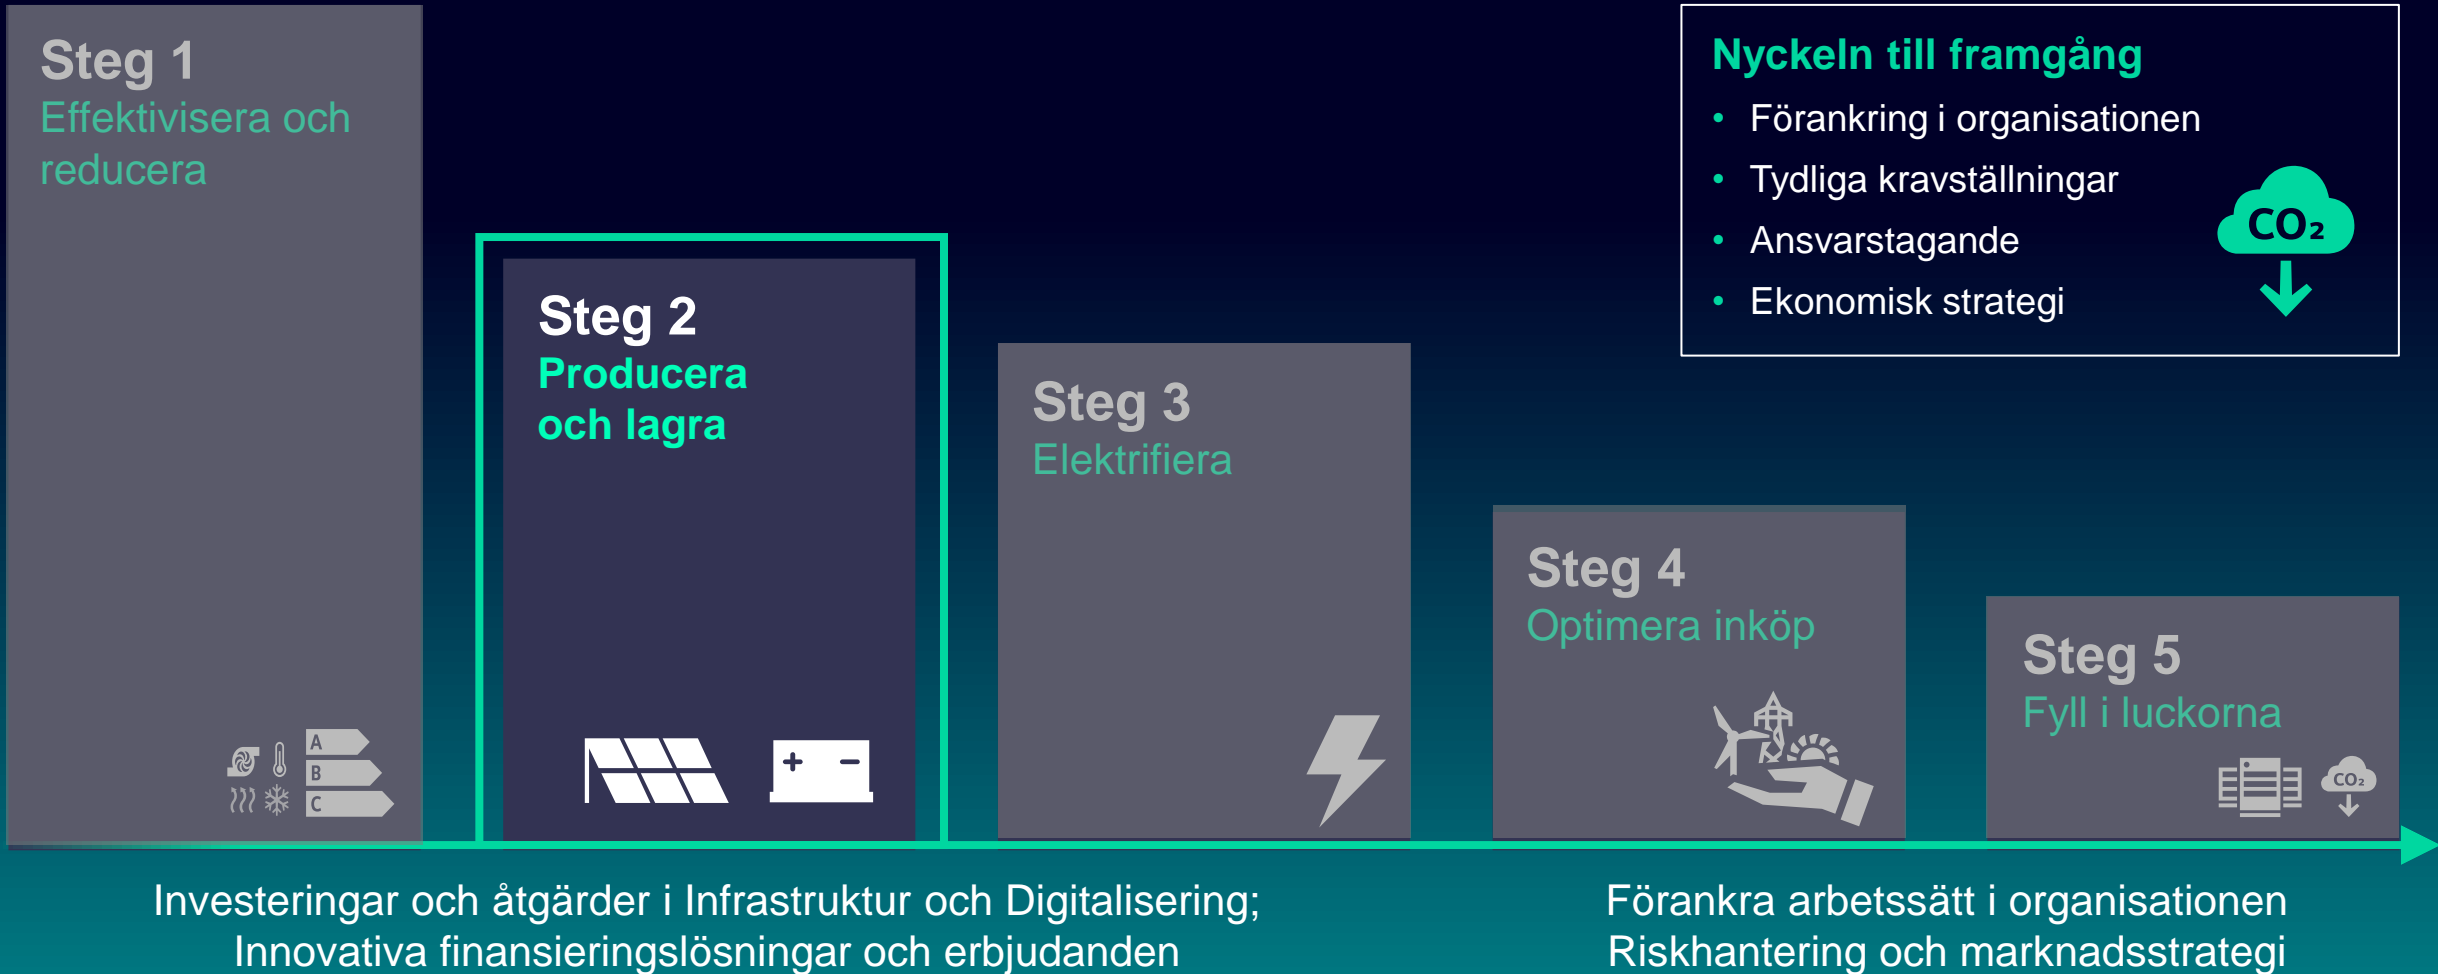 Steg 1
Effektivisera och
reducera
A
B
C
Steg 2
Producera
och lagra
+ −
Steg 3
Elektrifiera
Steg 4
Optimera inköp
Steg 5
Fyll i luckorna
CO₂
Nyckeln till framgång
• Förankring i organisationen
• Tydliga kravställningar
• Ansvarstagande
• Ekonomisk strategi
CO₂
Investeringar och åtgärder i Infrastruktur och Digitalisering;
Innovativa finansieringslösningar och erbjudanden
Förankra arbetssätt i organisationen
Riskhantering och marknadsstrategi